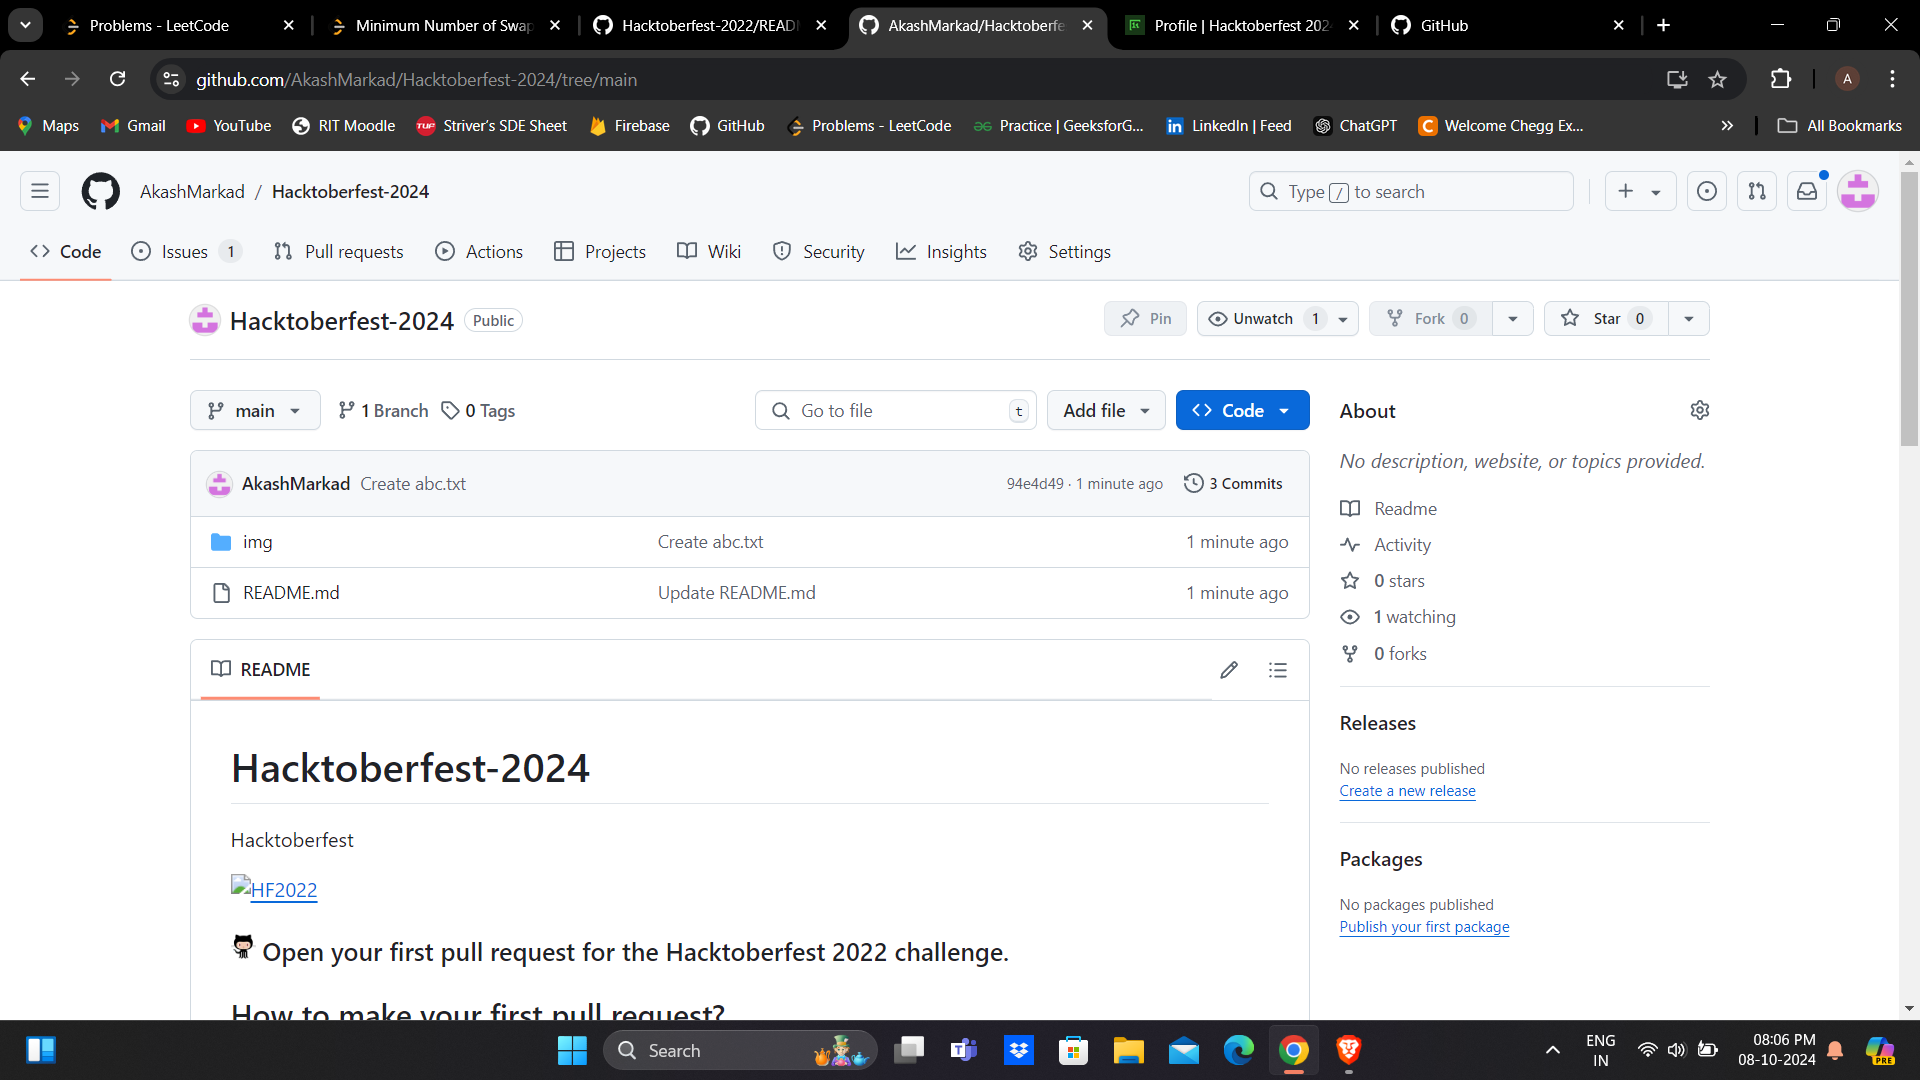 Problems - LeetCode
Minimum Number of Swap
Hacktoberfest-2022/READ
AkashMarkad/Hacktoberfe
Profile | Hacktoberfest 202
GitHub
github.com/AkashMarkad/Hacktoberfest-2024/tree/main
A
Maps
Gmail
YouTube
RIT Moodle
TUF
Striver's SDE Sheet
Firebase
GitHub
Problems - LeetCode
Practice | GeeksforG...
LinkedIn | Feed
ChatGPT
Welcome Chegg Ex...
All Bookmarks
AkashMarkad / Hacktoberfest-2024
Type / to search
Code
Issues 1
Pull requests
Actions
Projects
Wiki
Security
Insights
Settings
Hacktoberfest-2024 Public
Pin
Unwatch 1
Fork 0
Star 0
main
1 Branch
0 Tags
Go to file t
Add file
Code
About
No description, website, or topics provided.
AkashMarkad Create abc.txt 94e4d49 · 1 minute ago 3 Commits
img Create abc.txt 1 minute ago
README.md Update README.md 1 minute ago
Readme
Activity
0 stars
1 watching
0 forks
README
Hacktoberfest-2024
Hacktoberfest
HF2022
Open your first pull request for the Hacktoberfest 2022 challenge.
How to make your first pull request?
Releases
No releases published
Create a new release
Packages
No packages published
Publish your first package
Search
ENG
IN
08:06 PM
08-10-2024
PRE